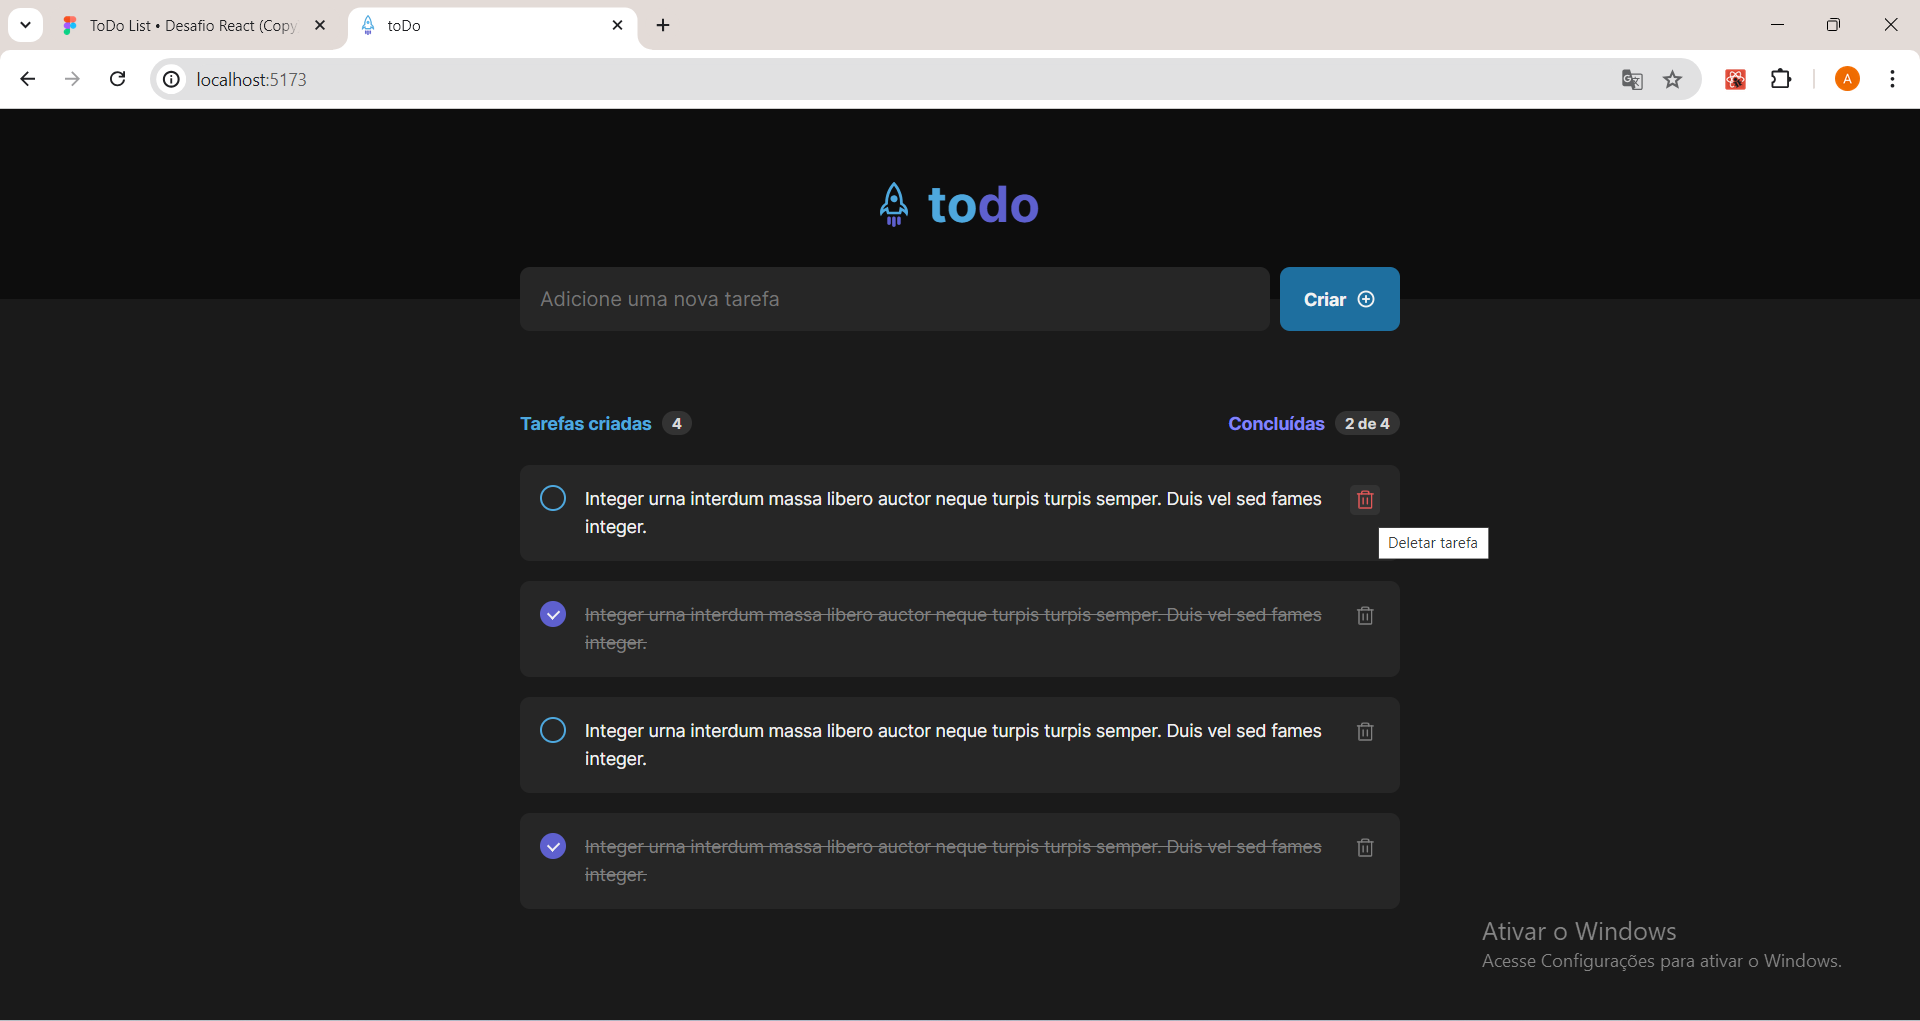 ToDo List • Desafio React (Copy
toDo
localhost:5173
A
todo
Adicione uma nova tarefa
Criar
Tarefas criadas 4
Concluídas 2 de 4
Integer urna interdum massa libero auctor neque turpis turpis semper. Duis vel sed fames
integer.
Deletar tarefa
Integer urna interdum massa libero auctor neque turpis turpis semper. Duis vel sed fames
integer.
Integer urna interdum massa libero auctor neque turpis turpis semper. Duis vel sed fames
integer.
Integer urna interdum massa libero auctor neque turpis turpis semper. Duis vel sed fames
integer.
Ativar o Windows
Acesse Configurações para ativar o Windows.